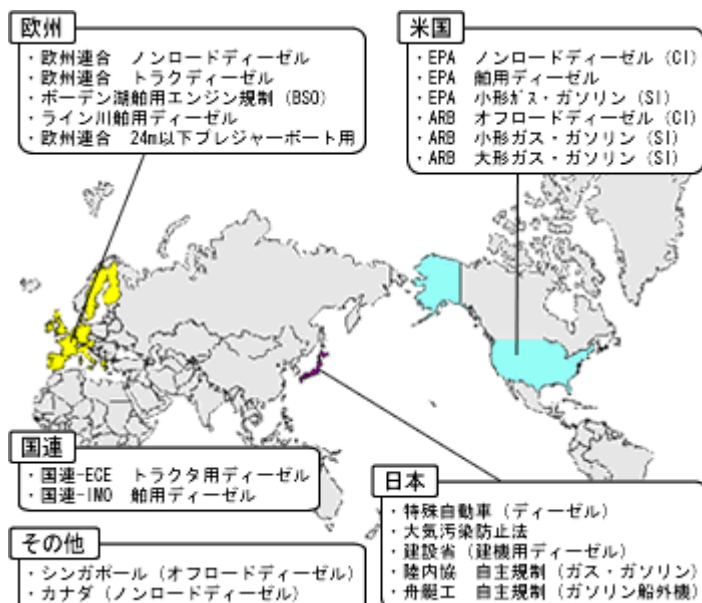 欧州
・欧州連合　ノンロードディーゼル
・欧州連合　トラクディーゼル
・ボーデン湖舶用エンジン規制（BSO）
・ライン川舶用ディーゼル
・欧州連合　24m以下プレジャーボート用
米国
・EPA　ノンロードディーゼル（CI）
・EPA　舶用ディーゼル
・EPA　小形ガス・ガソリン（SI）
・ARB　オフロードディーゼル（CI）
・ARB　小形ガス・ガソリン（SI）
・ARB　大形ガス・ガソリン（SI）
国連
・国連-ECE　トラクタ用ディーゼル
・国連-IMO　舶用ディーゼル
その他
・シンガポール（オフロードディーゼル）
・カナダ（ノンロードディーゼル）
日本
・特殊自動車（ディーゼル）
・大気汚染防止法
・建設省（建機用ディーゼル）
・陸内協　自主規制（ガス・ガソリン）
・舟艇工　自主規制（ガソリン船外機）